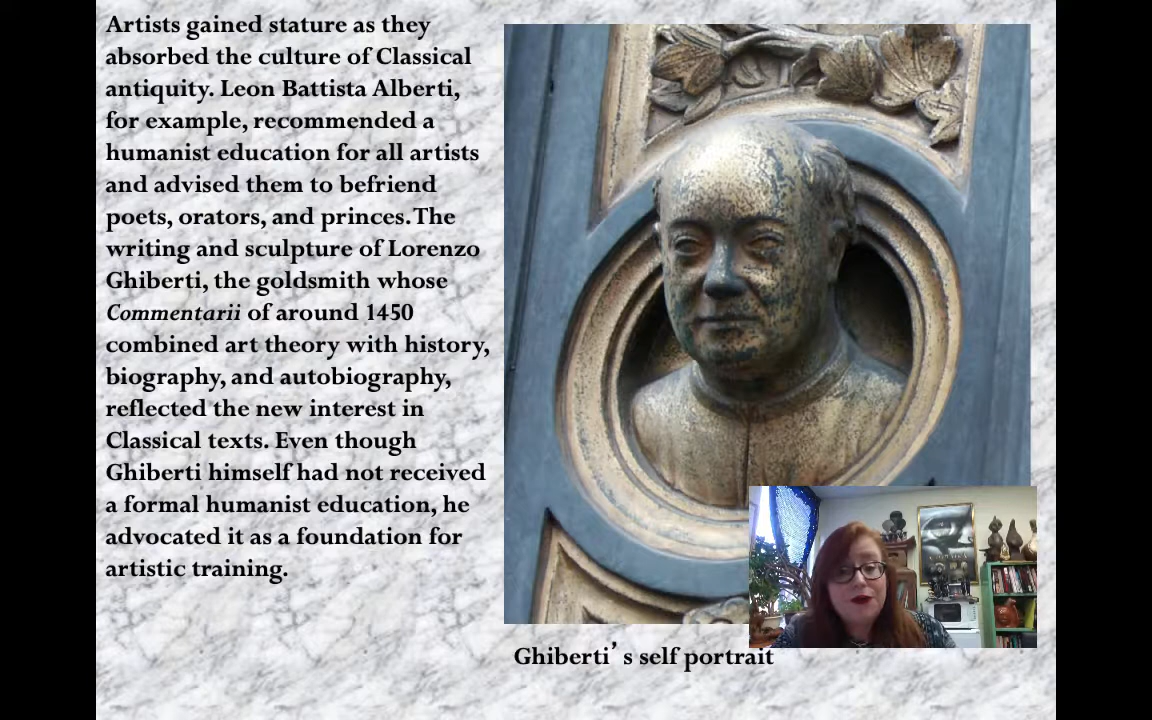 Artists gained stature as they
absorbed the culture of Classical
antiquity. Leon Battista Alberti,
for example, recommended a
humanist education for all artists
and advised them to befriend
poets, orators, and princes. The
writing and sculpture of Lorenzo
Ghiberti, the goldsmith whose
Commentarii of around 1450
combined art theory with history,
biography, and autobiography,
reflected the new interest in
Classical texts. Even though
Ghiberti himself had not received
a formal humanist education, he
advocated it as a foundation for
artistic training.
Ghiberti’s self portrait